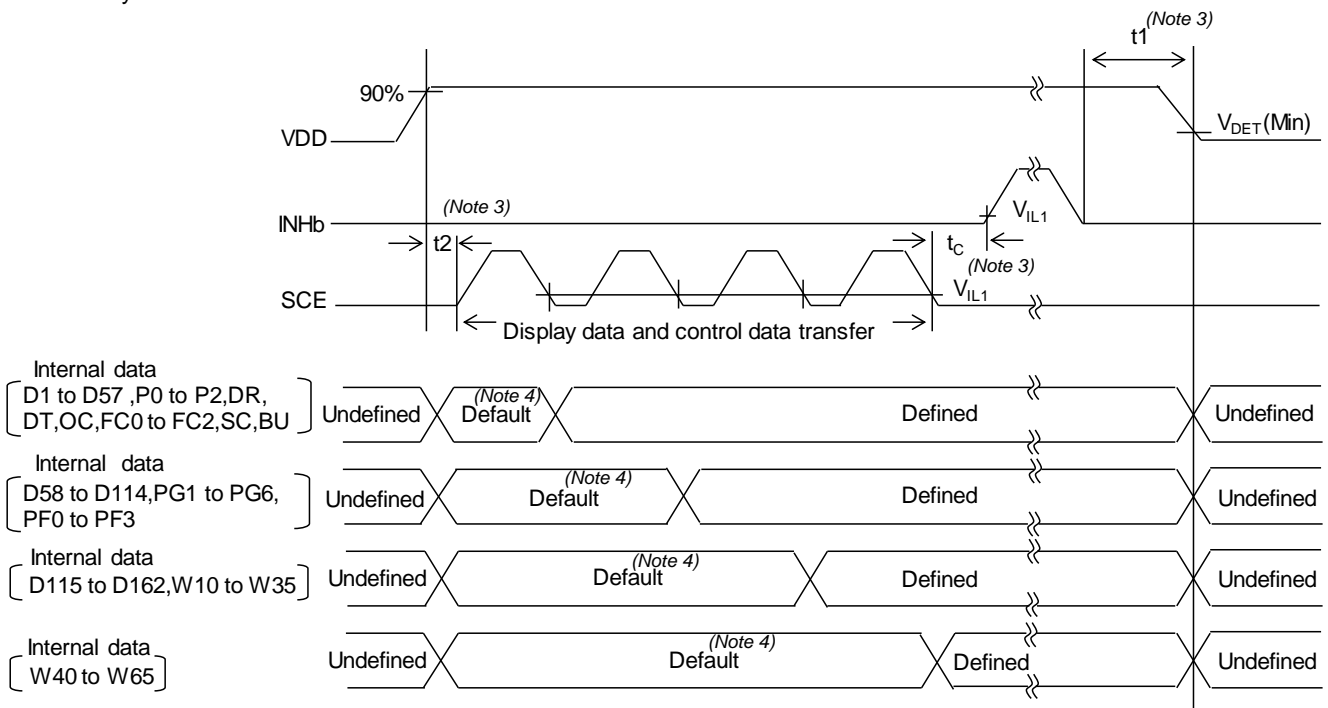 t1(Note 3)
90%
VDD
VDET(Min)
(Note 3)
INHb
VIL1
t2
tC
(Note 3)
SCE
VIL1
Display data and control data transfer
Internal data
D1 to D57 ,P0 to P2,DR,
DT,OC,FC0 to FC2,SC,BU
Undefined
(Note 4)
Default
Defined
Undefined
Internal data
D58 to D114,PG1 to PG6,
PF0 to PF3
Undefined
(Note 4)
Default
Defined
Undefined
Internal data
D115 to D162,W10 to W35
Undefined
(Note 4)
Default
Defined
Undefined
Internal data
W40 to W65
Undefined
(Note 4)
Default
Defined
Undefined